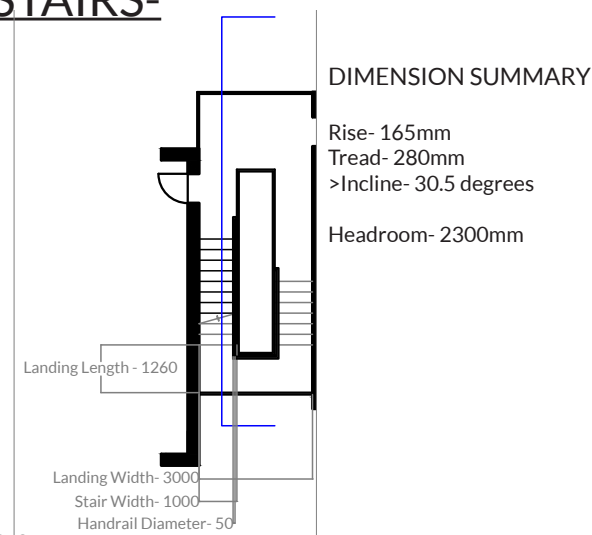 STAIRS-
DIMENSION SUMMARY
Rise- 165mm
Tread- 280mm
>Incline- 30.5 degrees
Headroom- 2300mm
Landing Length - 1260
Landing Width- 3000
Stair Width- 1000
Handrail Diameter- 50